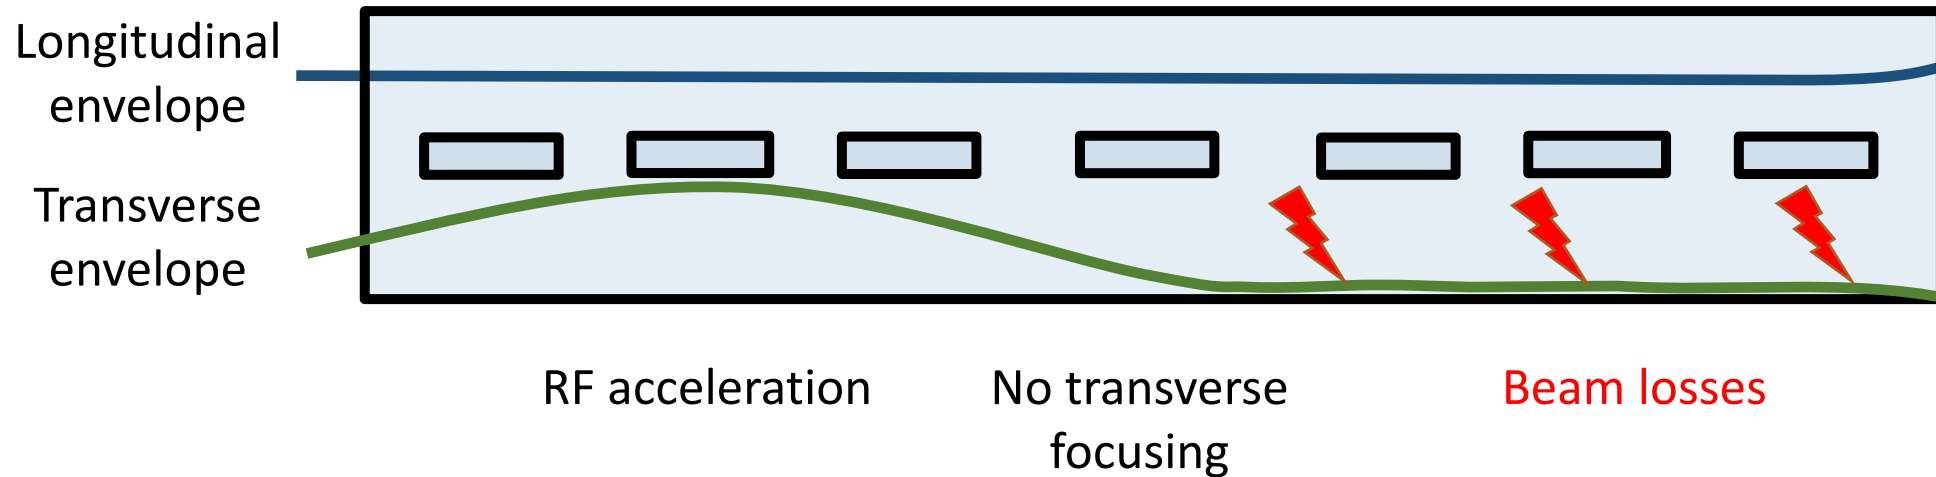 Longitudinal
envelope
Transverse
envelope
RF acceleration
No transverse
focusing
Beam losses